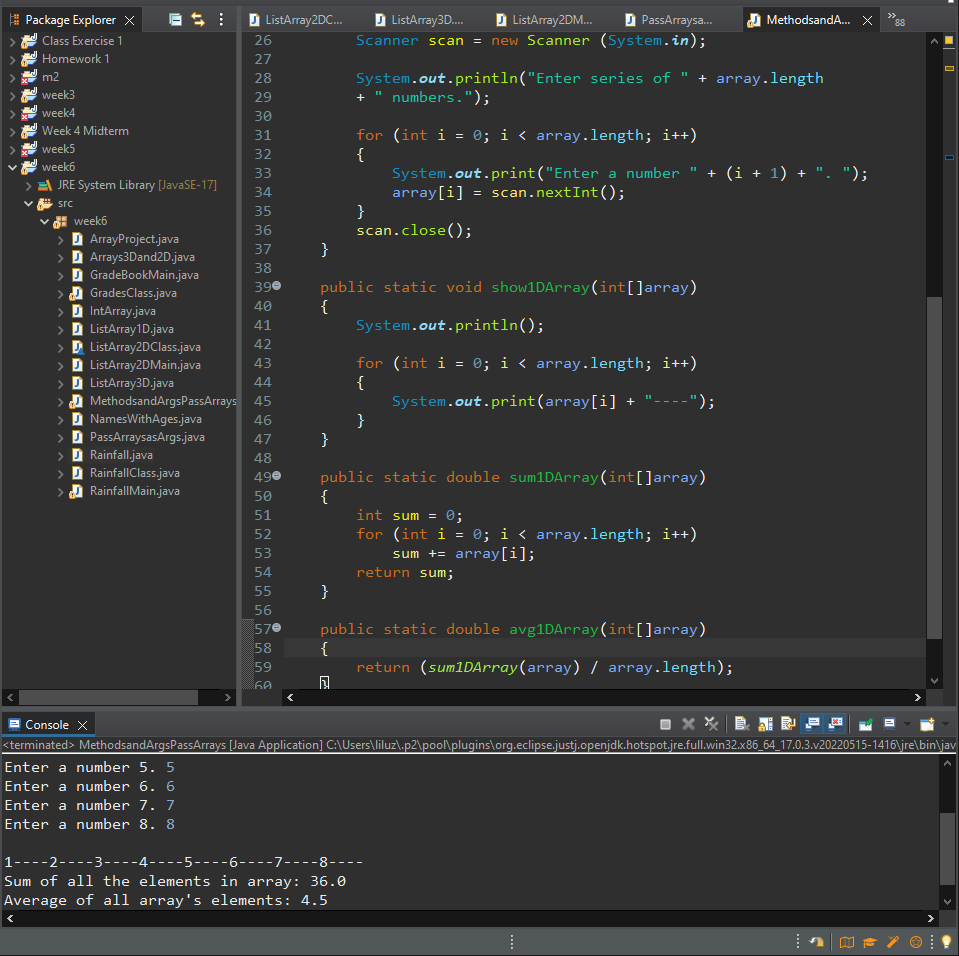 Package Explorer
Class Exercise 1
Homework 1
m2
week3
week4
Week 4 Midterm
week5
week6
JRE System Library [JavaSE-17]
src
week6
ArrayProject.java
Arrays3Dand2D.java
GradeBookMain.java
GradesClass.java
IntArray.java
ListArray1D.java
ListArray2DClass.java
ListArray2DMain.java
ListArray3D.java
MethodsandArgsPassArrays
NamesWithAges.java
PassArraysasArgs.java
Rainfall.java
RainfallClass.java
RainfallMain.java
ListArray2DC... ListArray3D.... ListArray2DM... PassArraysa... MethodsandA... »88
26 Scanner scan = new Scanner (System.in);
27
28 System.out.println("Enter series of " + array.length
29 + " numbers.");
30
31 for (int i = 0; i < array.length; i++)
32 {
33 System.out.print("Enter a number " + (i + 1) + ". ");
34 array[i] = scan.nextInt();
35 }
36 scan.close();
37 }
38
39 public static void show1DArray(int[]array)
40 {
41 System.out.println();
42
43 for (int i = 0; i < array.length; i++)
44 {
45 System.out.print(array[i] + "----");
46 }
47 }
48
49 public static double sum1DArray(int[]array)
50 {
51 int sum = 0;
52 for (int i = 0; i < array.length; i++)
53 sum += array[i];
54 return sum;
55 }
56
57 public static double avg1DArray(int[]array)
58 {
59 return (sum1DArray(array) / array.length);
60 }
Console
<terminated> MethodsandArgsPassArrays [Java Application] C:\Users\liluz\.p2\pool\plugins\org.eclipse.justj.openjdk.hotspot.jre.full.win32.x86_64_17.0.3.v20220515-1416\jre\bin\jav
Enter a number 5. 5
Enter a number 6. 6
Enter a number 7. 7
Enter a number 8. 8
1----2----3----4----5----6----7----8----
Sum of all the elements in array: 36.0
Average of all array's elements: 4.5